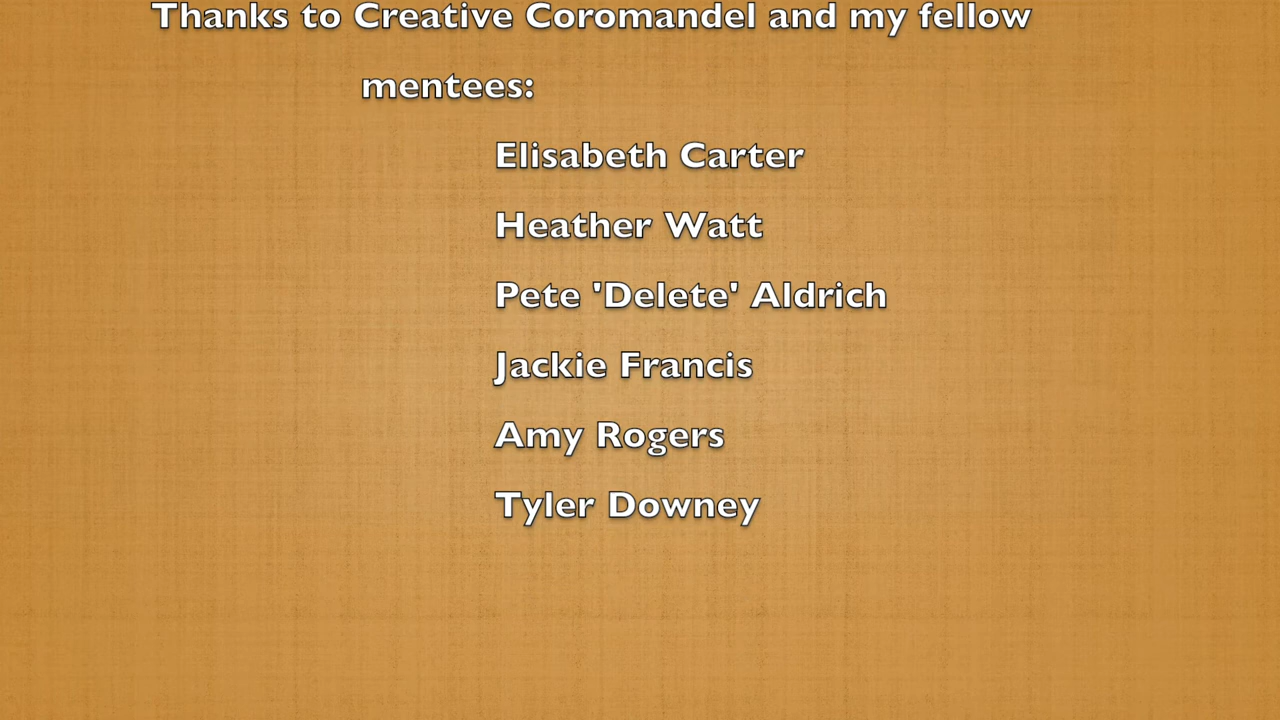 Thanks to Creative Coromandel and my fellow
mentees:
Elisabeth Carter
Heather Watt
Pete 'Delete' Aldrich
Jackie Francis
Amy Rogers
Tyler Downey